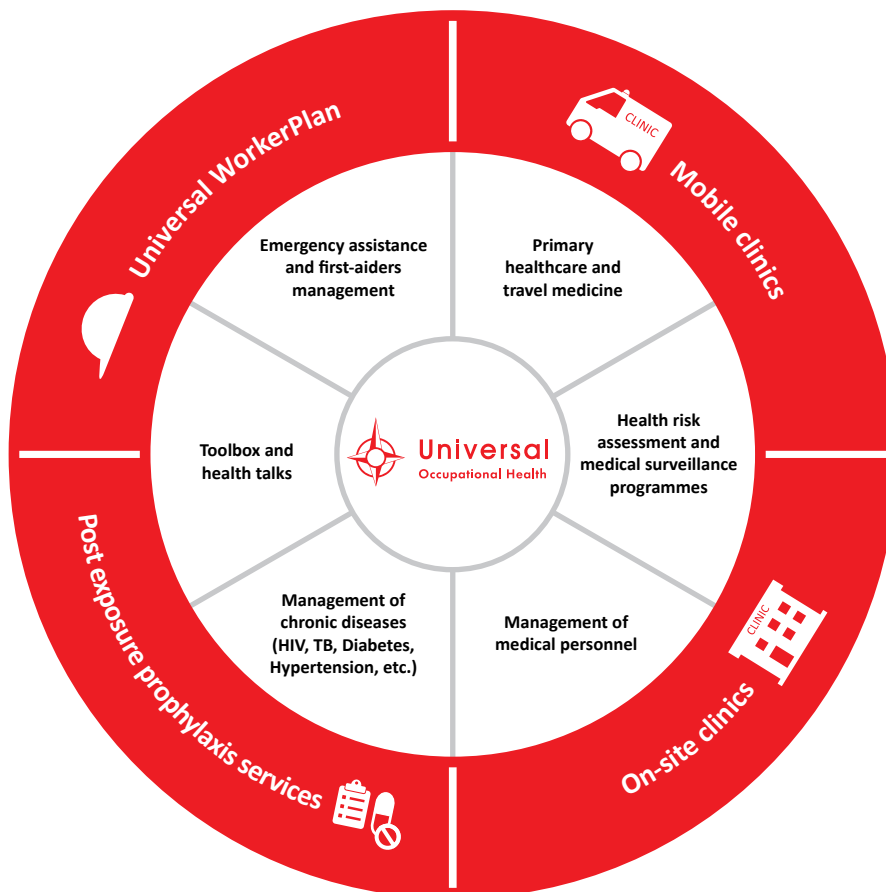 Universal WorkerPlan
CLINIC
Mobile clinics
Emergency assistance
and first-aiders
management
Primary
healthcare and
travel medicine
Toolbox and
health talks
Universal
Occupational Health
Health risk
assessment and
medical surveillance
programmes
Management of
chronic diseases
(HIV, TB, Diabetes,
Hypertension, etc.)
Management of
medical personnel
Post exposure prophylaxis services
CLINIC
On-site clinics